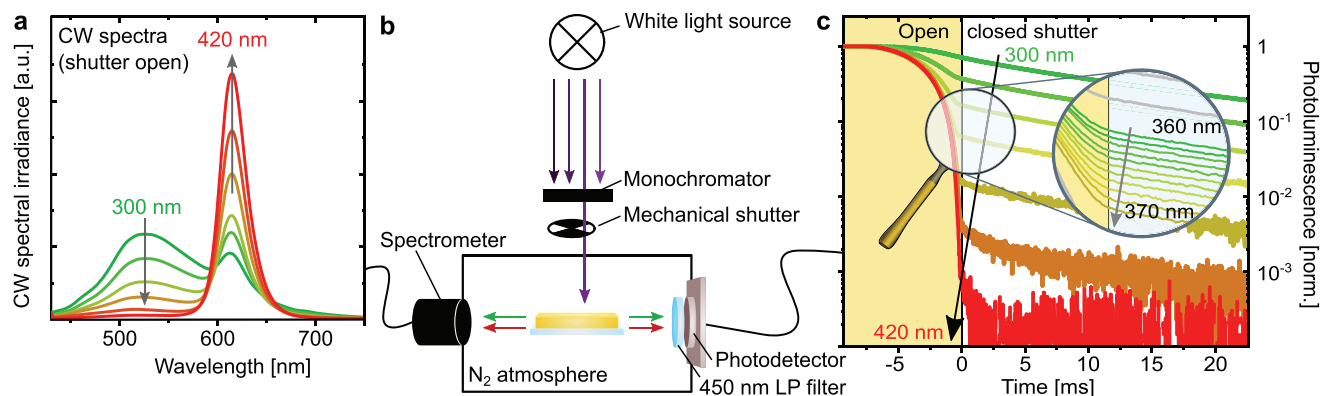 a
CW spectra
(shutter open)
420 nm
300 nm
CW spectral irradiance [a.u.]
500
600
700
Wavelength [nm]
b
White light source
Monochromator
Mechanical shutter
Spectrometer
N₂ atmosphere
Photodetector
450 nm LP filter
c
Open
closed shutter
300 nm
360 nm
370 nm
420 nm
1
10⁻¹
10⁻²
10⁻³
Photoluminescence [norm.]
-5
0
5
10
15
20
Time [ms]